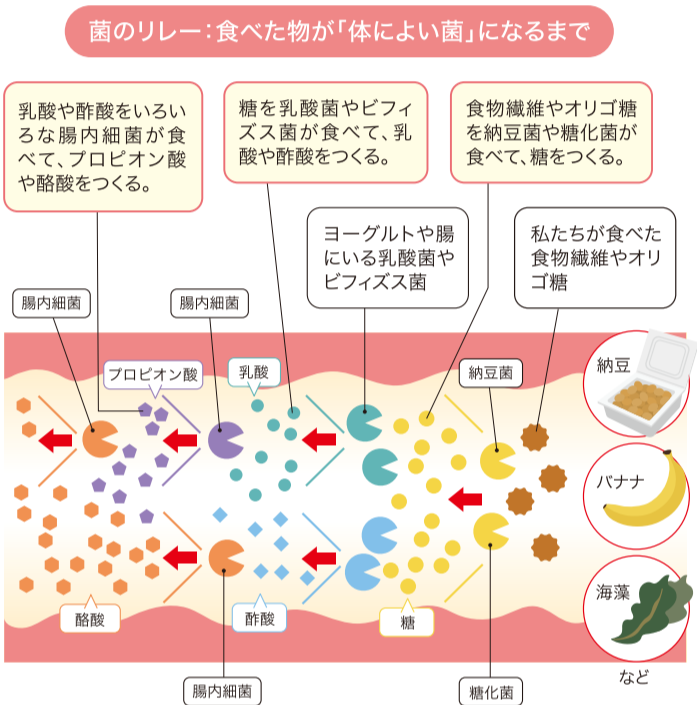 菌のリレー：食べた物が「体によい菌」になるまで
乳酸や酢酸をいろい
ろな腸内細菌が食
べて、プロピオン酸
や酪酸をつくる。
糖を乳酸菌やビフィ
ズス菌が食べて、乳
酸や酢酸をつくる。
食物繊維やオリゴ糖
を納豆菌や糖化菌が
食べて、糖をつくる。
ヨーグルトや腸
にいる乳酸菌や
ビフィズス菌
私たちが食べた
食物繊維やオリ
ゴ糖
腸内細菌
腸内細菌
プロピオン酸
乳酸
納豆菌
納豆
バナナ
海藻
など
酪酸
酢酸
糖
腸内細菌
糖化菌